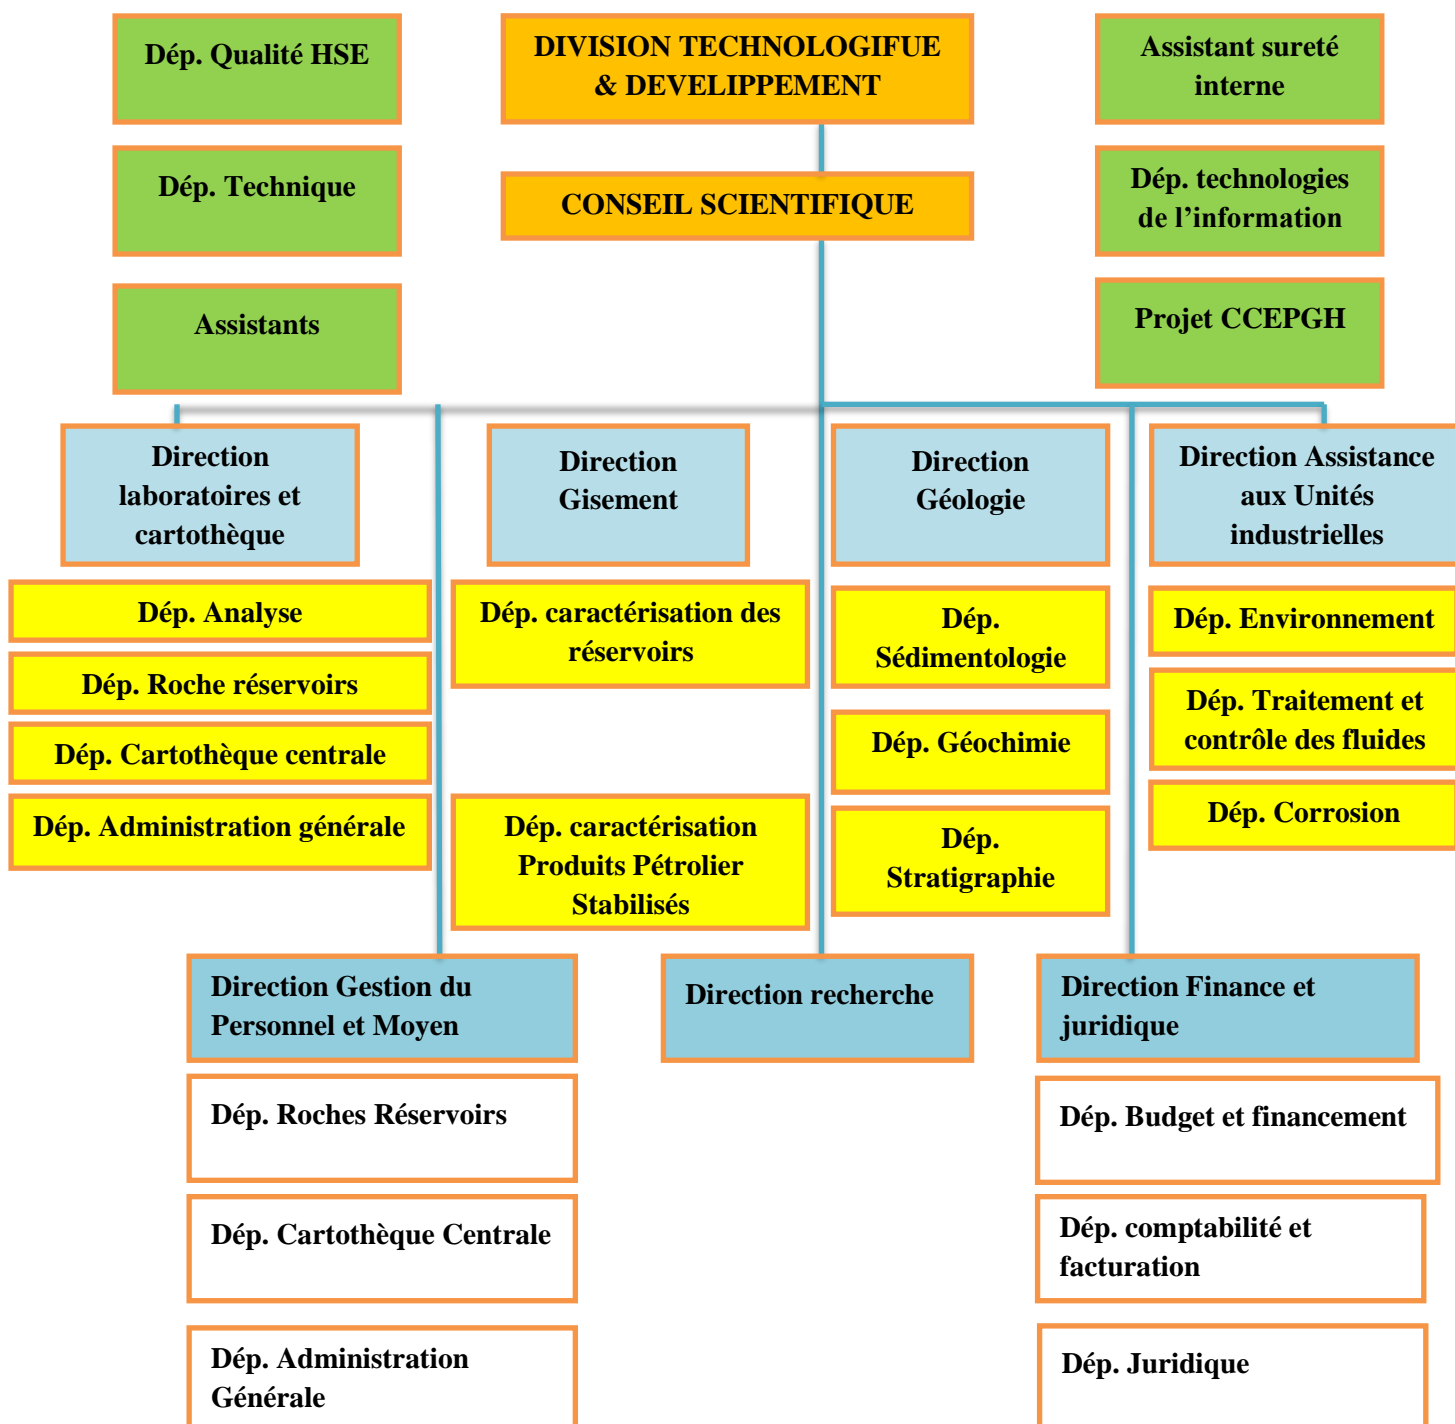 Dép. Qualité HSE
DIVISION TECHNOLOGIFUE
& DEVELIPPEMENT
Assistant sureté
interne
Dép. Technique
CONSEIL SCIENTIFIQUE
Dép. technologies
de l’information
Assistants
Projet CCEPGH
Direction
laboratoires et
cartothèque
Direction
Gisement
Direction
Géologie
Direction Assistance
aux Unités
industrielles
Dép. Analyse
Dép. Roche réservoirs
Dép. Cartothèque centrale
Dép. Administration générale
Dép. caractérisation des
réservoirs
Dép. caractérisation
Produits Pétrolier
Stabilisés
Dép.
Sédimentologie
Dép. Géochimie
Dép.
Stratigraphie
Dép. Environnement
Dép. Traitement et
contrôle des fluides
Dép. Corrosion
Direction Gestion du
Personnel et Moyen
Direction recherche
Direction Finance et
juridique
Dép. Roches Réservoirs
Dép. Cartothèque Centrale
Dép. Administration
Générale
Dép. Budget et financement
Dép. comptabilité et
facturation
Dép. Juridique